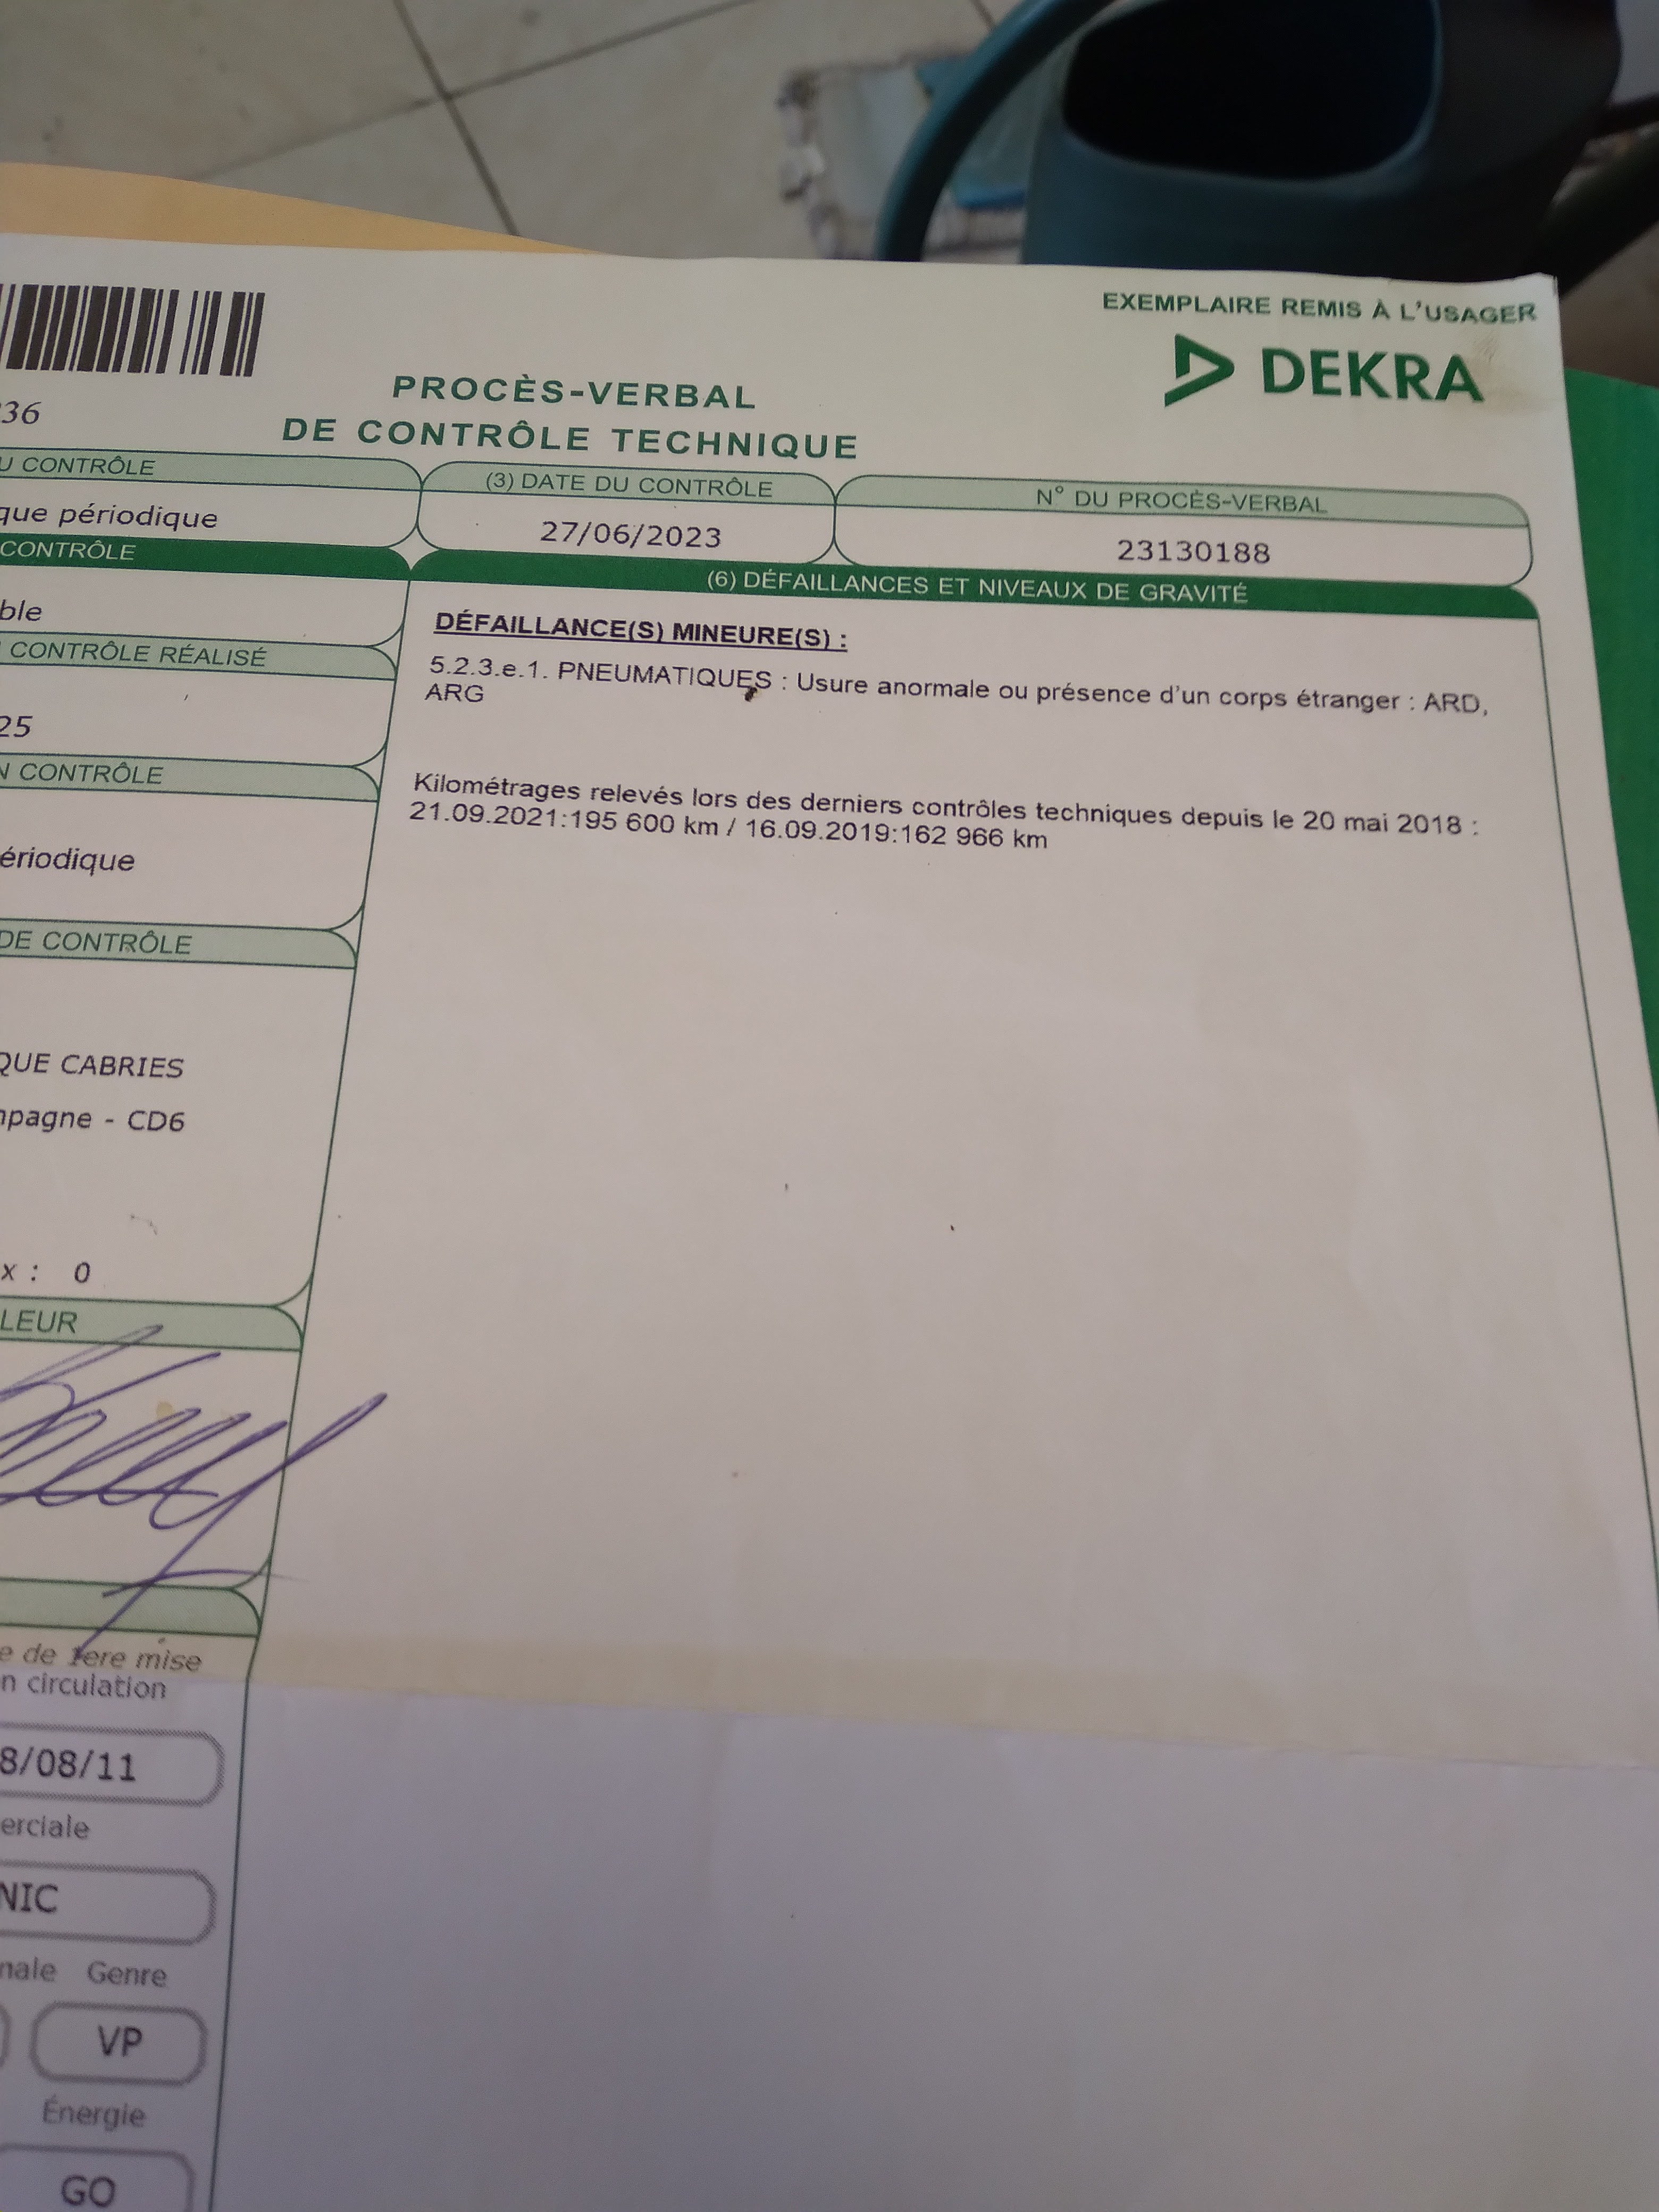 EXEMPLAIRE REMIS À L'USAGER
DEKRA
PROCÈS-VERBAL
DE CONTRÔLE TECHNIQUE
36
U CONTRÔLE
que périodique
(3) DATE DU CONTRÔLE
27/06/2023
N° DU PROCÈS-VERBAL
23130188
CONTRÔLE
ble
CONTRÔLE RÉALISÉ
25
N CONTRÔLE
ériodique
DE CONTRÔLE
QUE CABRIES
mpagne - CD6
x : 0
LEUR
(6) DÉFAILLANCES ET NIVEAUX DE GRAVITÉ
DÉFAILLANCE(S) MINEURE(S) :
5.2.3.e.1. PNEUMATIQUES : Usure anormale ou présence d'un corps étranger : ARD,
ARG
Kilométrages relevés lors des derniers contrôles techniques depuis le 20 mai 2018 :
21.09.2021:195 600 km / 16.09.2019:162 966 km
e de 1ere mise
n circulation
8/08/11
erciale
NIC
nale Genre
VP
Énergie
GO